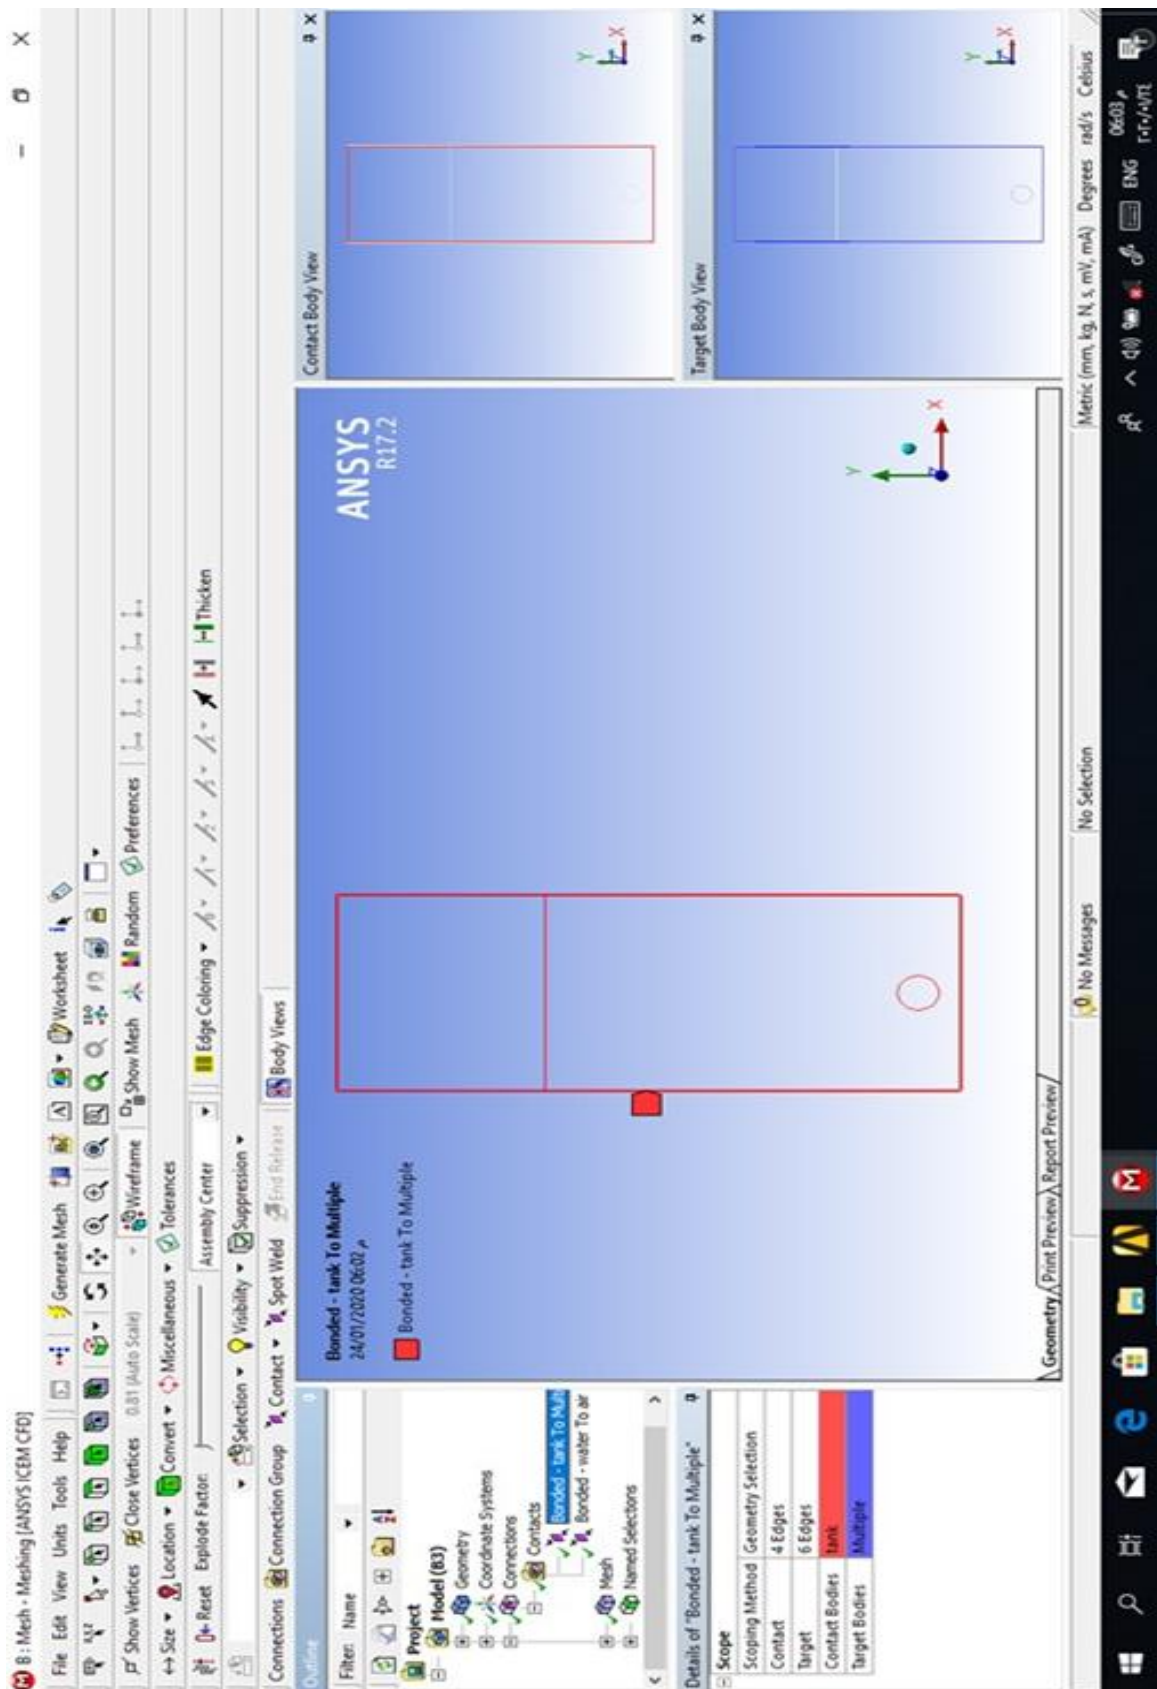 B : Mesh - Meshing [ANSYS ICEM CFD]
File Edit View Units Tools Help Generate Mesh Worksheet
Show Vertices Close Vertices 0.81 (Auto Scale) Wireframe Show Mesh Random Preferences
Size Location Convert Miscellaneous Tolerances
Reset Explode Factor: Assembly Center Edge Coloring Thicken
Selection Visibility Suppression
Connections Connection Group Contact Spot Weld End Release Body Views
Outline
Filter: Name
Project
Model (B3)
Geometry
Coordinate Systems
Connections
Contacts
Bonded - tank To Mult
Bonded - water To air
Mesh
Named Selections
Details of "Bonded - tank To Multiple"
Scope
Scoping Method Geometry Selection
Contact 4 Edges
Target 6 Edges
Contact Bodies tank
Target Bodies Multiple
Bonded - tank To Multiple
24/01/2020 06:02 م
Bonded - tank To Multiple
ANSYS
R17.2
Y
X
Geometry Print Preview Report Preview
Contact Body View
Y
X
Target Body View
Y
X
No Messages No Selection Metric (mm, kg, N, s, mV, mA) Degrees rad/s Celsius
ENG 06:03 م
٢٠٢٠/٠١/٢٤